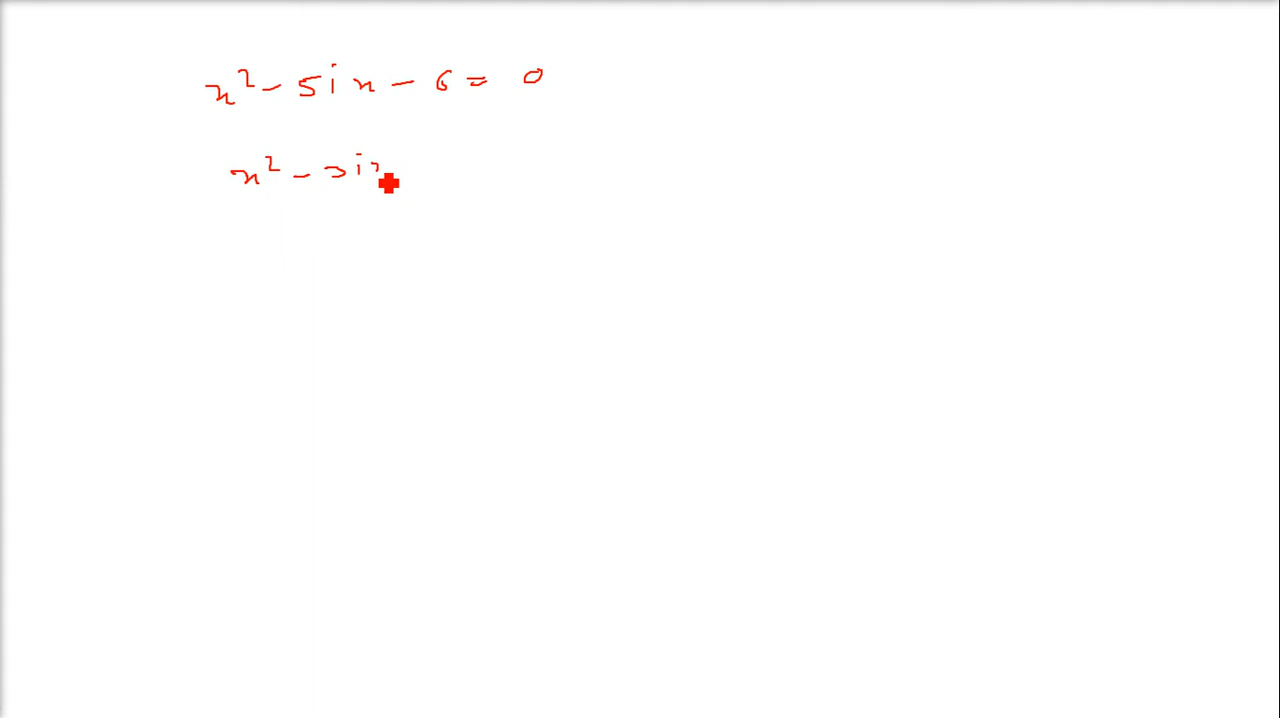 x² - 5ix - 6 = 0
x² - 3i